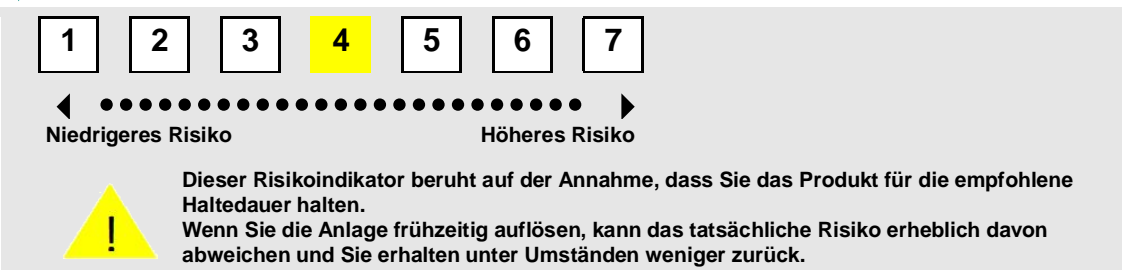 1 2 3 4 5 6 7
Niedrigeres Risiko Höheres Risiko
Dieser Risikoindikator beruht auf der Annahme, dass Sie das Produkt für die empfohlene
Haltedauer halten.
!
Wenn Sie die Anlage frühzeitig auflösen, kann das tatsächliche Risiko erheblich davon
abweichen und Sie erhalten unter Umständen weniger zurück.